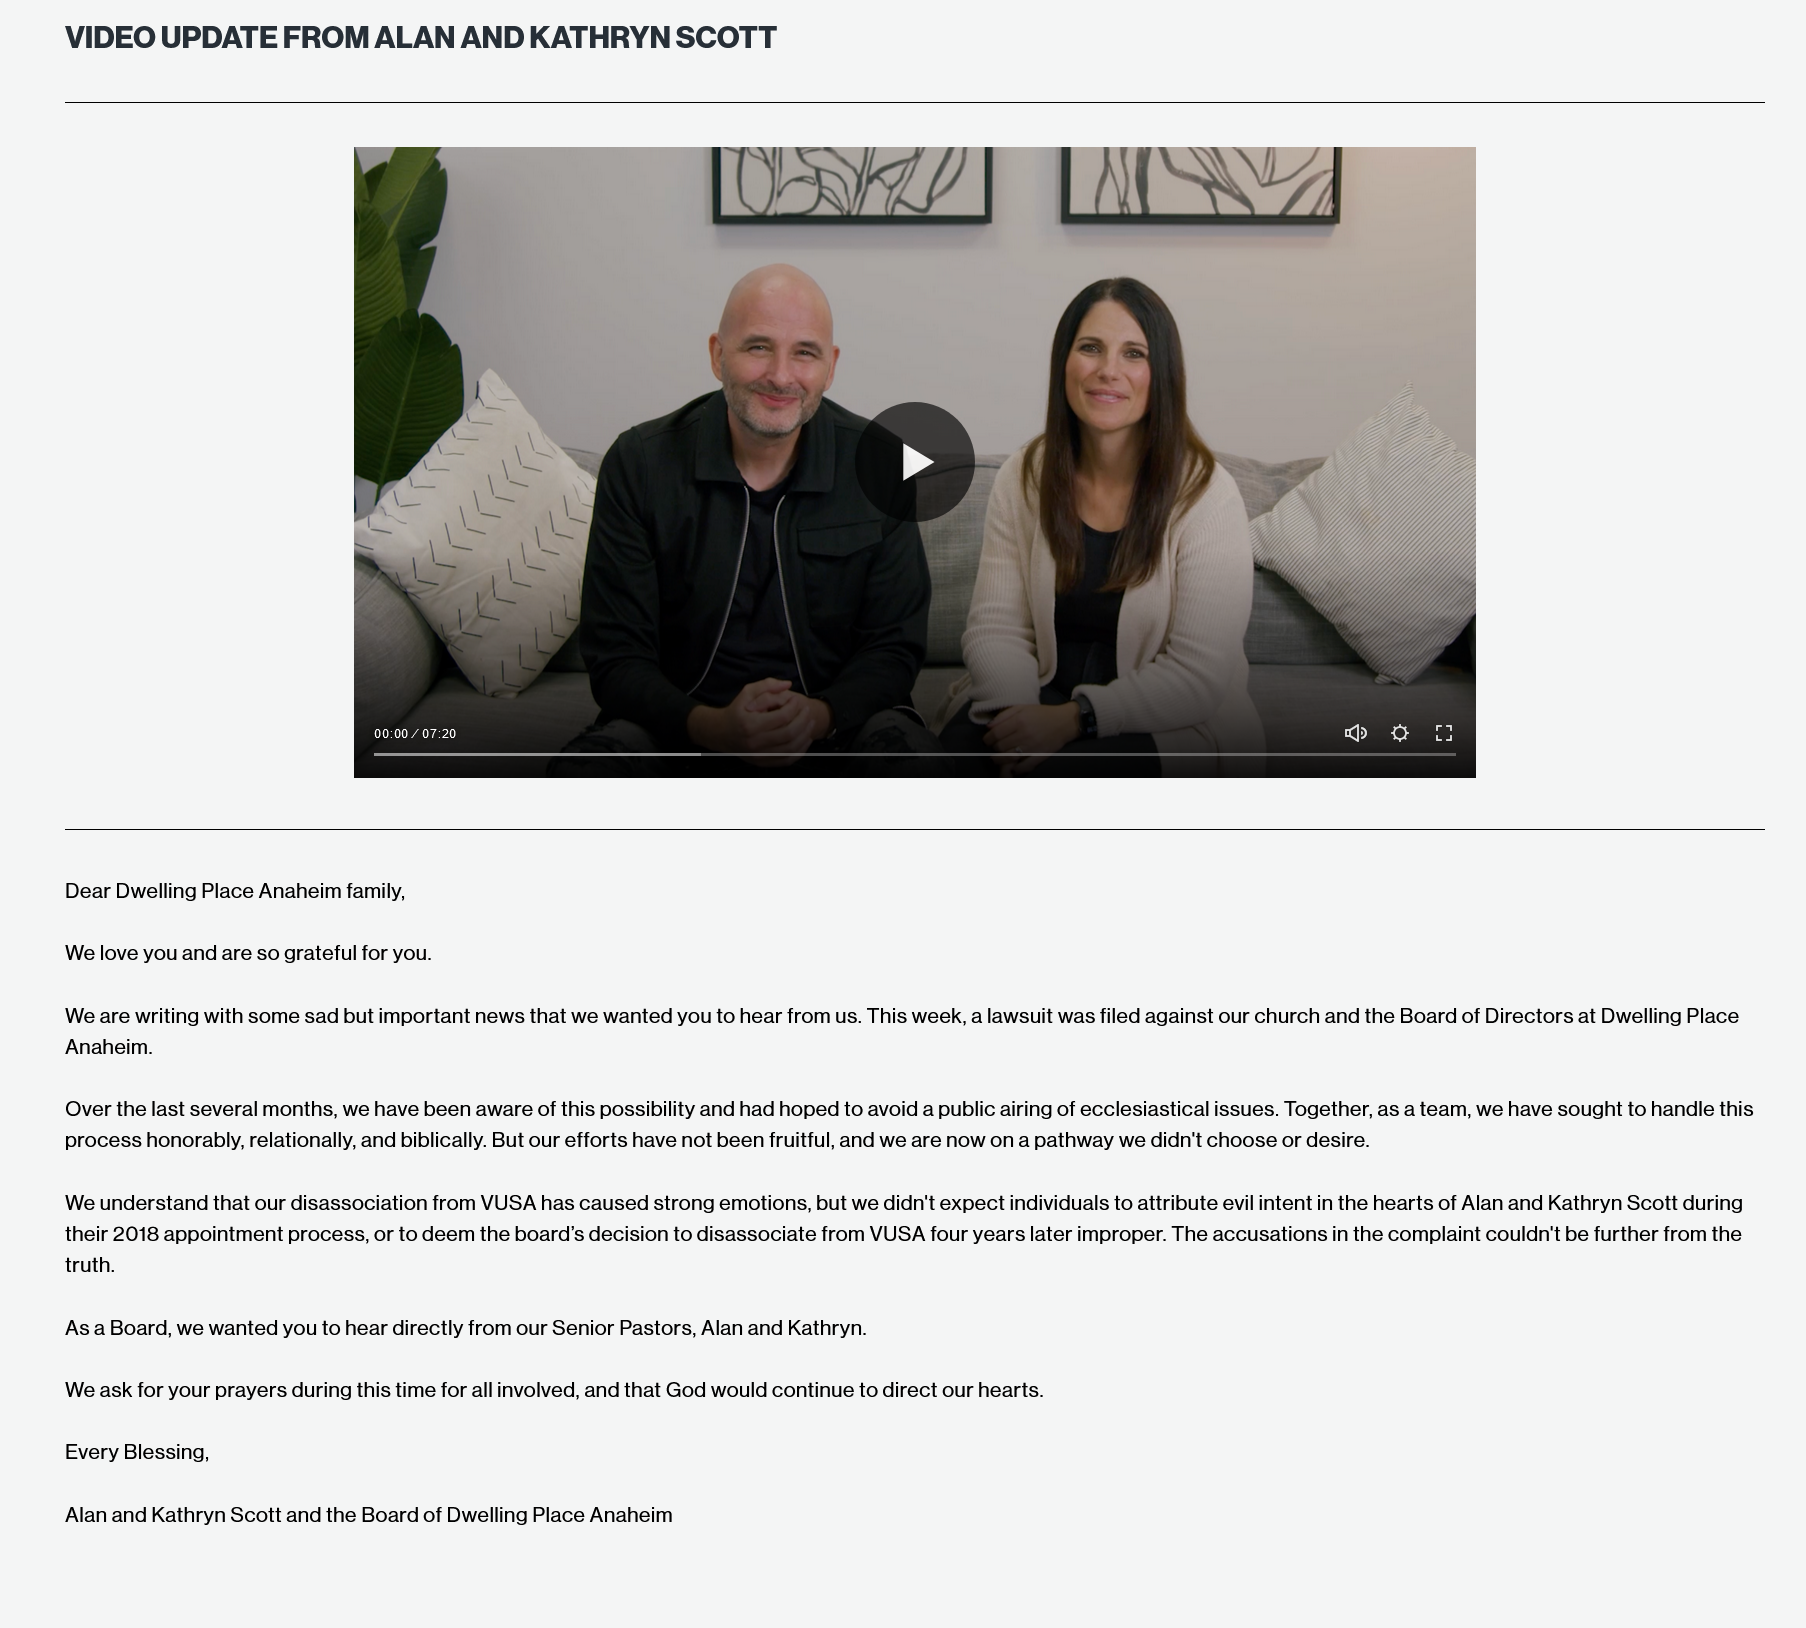 VIDEO UPDATE FROM ALAN AND KATHRYN SCOTT
00:00 / 07:20
Dear Dwelling Place Anaheim family,
We love you and are so grateful for you.
We are writing with some sad but important news that we wanted you to hear from us. This week, a lawsuit was filed against our church and the Board of Directors at Dwelling Place
Anaheim.
Over the last several months, we have been aware of this possibility and had hoped to avoid a public airing of ecclesiastical issues. Together, as a team, we have sought to handle this
process honorably, relationally, and biblically. But our efforts have not been fruitful, and we are now on a pathway we didn't choose or desire.
We understand that our disassociation from VUSA has caused strong emotions, but we didn't expect individuals to attribute evil intent in the hearts of Alan and Kathryn Scott during
their 2018 appointment process, or to deem the board’s decision to disassociate from VUSA four years later improper. The accusations in the complaint couldn't be further from the
truth.
As a Board, we wanted you to hear directly from our Senior Pastors, Alan and Kathryn.
We ask for your prayers during this time for all involved, and that God would continue to direct our hearts.
Every Blessing,
Alan and Kathryn Scott and the Board of Dwelling Place Anaheim